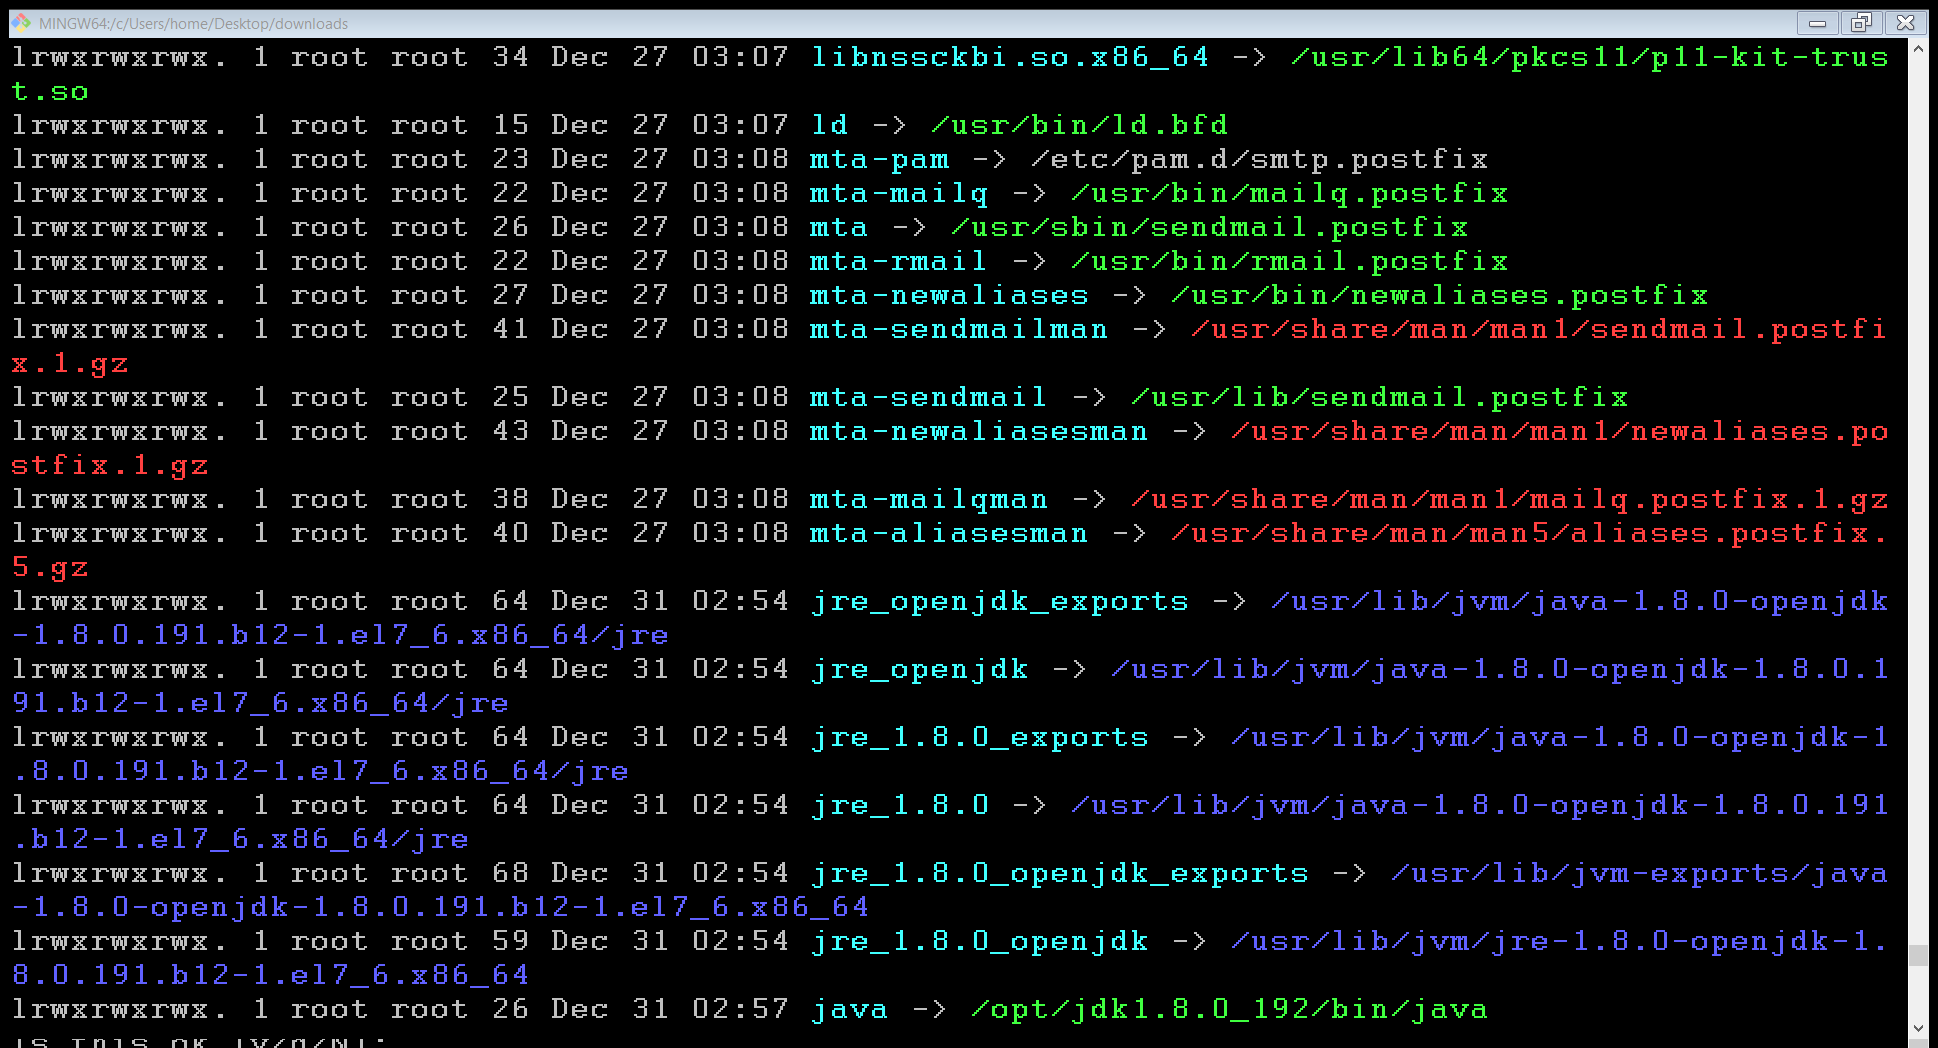 MINGW64:/c/Users/home/Desktop/downloads
lrwxrwxrwx. 1 root root 34 Dec 27 03:07 libnssckbi.so.x86_64 -> /usr/lib64/pkcs11/p11-kit-trus
t.so
lrwxrwxrwx. 1 root root 15 Dec 27 03:07 ld -> /usr/bin/ld.bfd
lrwxrwxrwx. 1 root root 23 Dec 27 03:08 mta-pam -> /etc/pam.d/smtp.postfix
lrwxrwxrwx. 1 root root 22 Dec 27 03:08 mta-mailq -> /usr/bin/mailq.postfix
lrwxrwxrwx. 1 root root 26 Dec 27 03:08 mta -> /usr/sbin/sendmail.postfix
lrwxrwxrwx. 1 root root 22 Dec 27 03:08 mta-rmail -> /usr/bin/rmail.postfix
lrwxrwxrwx. 1 root root 27 Dec 27 03:08 mta-newaliases -> /usr/bin/newaliases.postfix
lrwxrwxrwx. 1 root root 41 Dec 27 03:08 mta-sendmailman -> /usr/share/man/man1/sendmail.postfi
x.1.gz
lrwxrwxrwx. 1 root root 25 Dec 27 03:08 mta-sendmail -> /usr/lib/sendmail.postfix
lrwxrwxrwx. 1 root root 43 Dec 27 03:08 mta-newaliasesman -> /usr/share/man/man1/newaliases.po
stfix.1.gz
lrwxrwxrwx. 1 root root 38 Dec 27 03:08 mta-mailqman -> /usr/share/man/man1/mailq.postfix.1.gz
lrwxrwxrwx. 1 root root 40 Dec 27 03:08 mta-aliasesman -> /usr/share/man/man5/aliases.postfix.
5.gz
lrwxrwxrwx. 1 root root 64 Dec 31 02:54 jre_openjdk_exports -> /usr/lib/jvm/java-1.8.0-openjdk
-1.8.0.191.b12-1.el7_6.x86_64/jre
lrwxrwxrwx. 1 root root 64 Dec 31 02:54 jre_openjdk -> /usr/lib/jvm/java-1.8.0-openjdk-1.8.0.1
91.b12-1.el7_6.x86_64/jre
lrwxrwxrwx. 1 root root 64 Dec 31 02:54 jre_1.8.0_exports -> /usr/lib/jvm/java-1.8.0-openjdk-1
.8.0.191.b12-1.el7_6.x86_64/jre
lrwxrwxrwx. 1 root root 64 Dec 31 02:54 jre_1.8.0 -> /usr/lib/jvm/java-1.8.0-openjdk-1.8.0.191
.b12-1.el7_6.x86_64/jre
lrwxrwxrwx. 1 root root 68 Dec 31 02:54 jre_1.8.0_openjdk_exports -> /usr/lib/jvm-exports/java
-1.8.0-openjdk-1.8.0.191.b12-1.el7_6.x86_64
lrwxrwxrwx. 1 root root 59 Dec 31 02:54 jre_1.8.0_openjdk -> /usr/lib/jvm/jre-1.8.0-openjdk-1.
8.0.191.b12-1.el7_6.x86_64
lrwxrwxrwx. 1 root root 26 Dec 31 02:57 java -> /opt/jdk1.8.0_192/bin/java
Is this ok [y/d/N]: